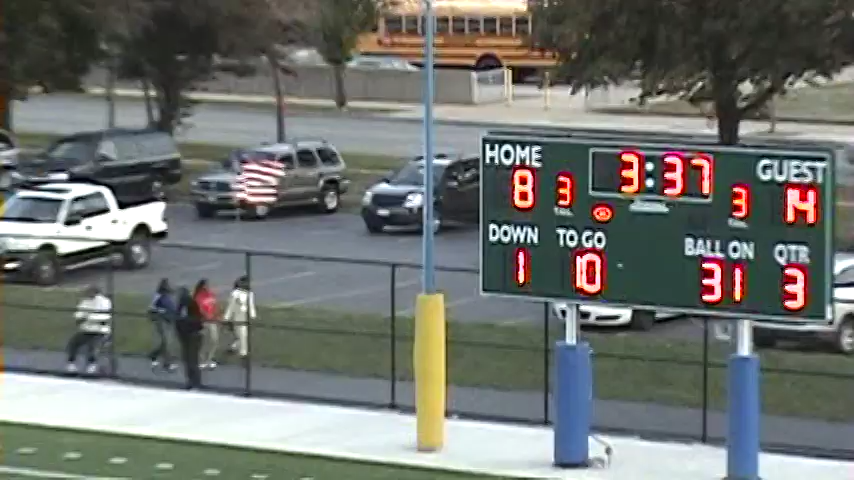 HOME 3:37 GUEST
8 3 3 14
DOWN TO GO BALL ON QTR
1 10 31 3